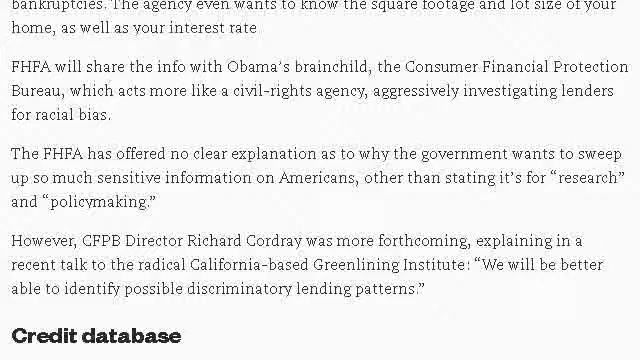 bankruptcies. The agency even wants to know the square footage and lot size of your
home, as well as your interest rate
FHFA will share the info with Obama’s brainchild, the Consumer Financial Protection
Bureau, which acts more like a civil-rights agency, aggressively investigating lenders
for racial bias.
The FHFA has offered no clear explanation as to why the government wants to sweep
up so much sensitive information on Americans, other than stating it’s for “research”
and “policymaking.”
However, CFPB Director Richard Cordray was more forthcoming, explaining in a
recent talk to the radical California-based Greenlining Institute: “We will be better
able to identify possible discriminatory lending patterns.”
Credit database